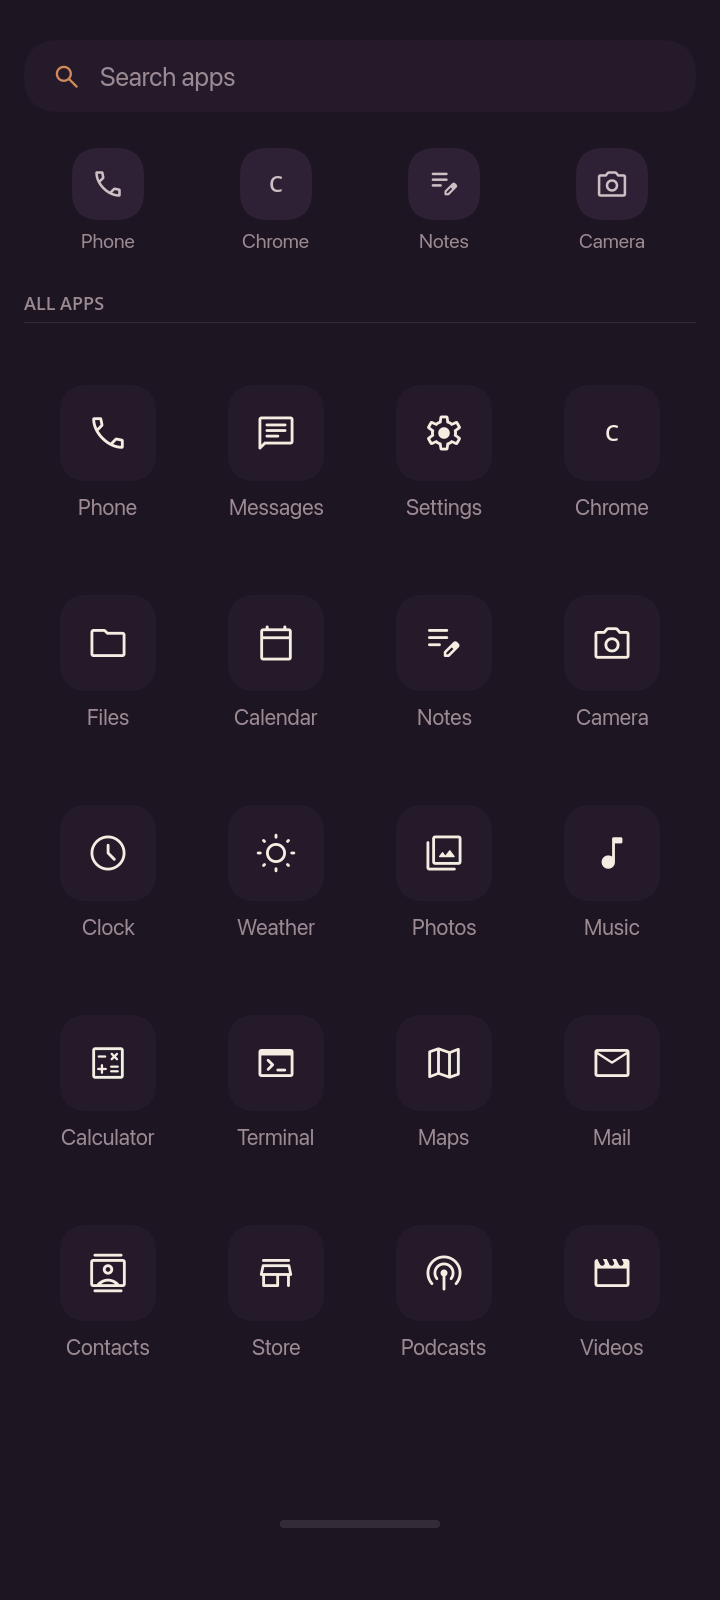 Search apps
C
Phone Chrome Notes Camera
ALL APPS
C
Phone Messages Settings Chrome
Files Calendar Notes Camera
Clock Weather Photos Music
Calculator Terminal Maps Mail
Contacts Store Podcasts Videos